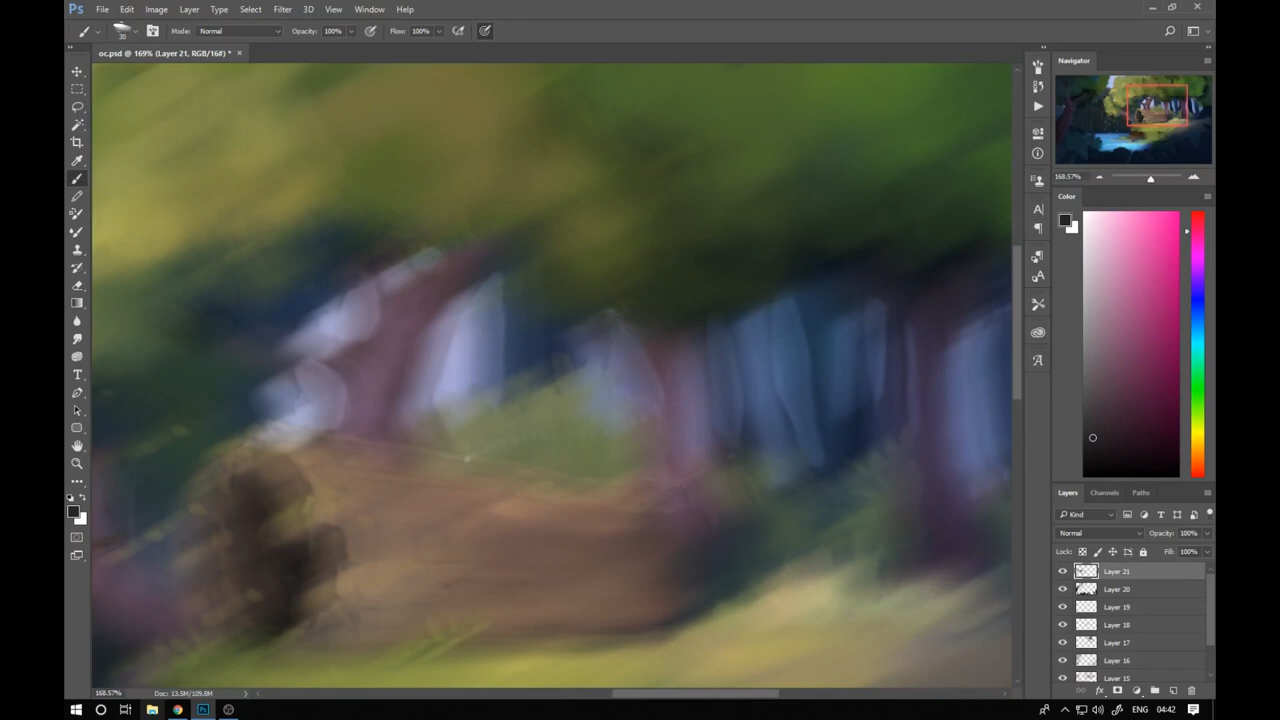 Ps File Edit Image Layer Type Select Filter 3D View Window Help
30 Mode: Normal Opacity: 100% Flow: 100%
oc.psd @ 169% (Layer 21, RGB/16#) * ×
Navigator
168.57%
Color
Layers Channels Paths
Kind
Normal Opacity: 100%
Lock: Fill: 100%
Layer 21
Layer 20
Layer 19
Layer 18
Layer 17
Layer 16
Layer 15
168.57% Doc: 13.5M/109.8M
Ps ENG 04:42